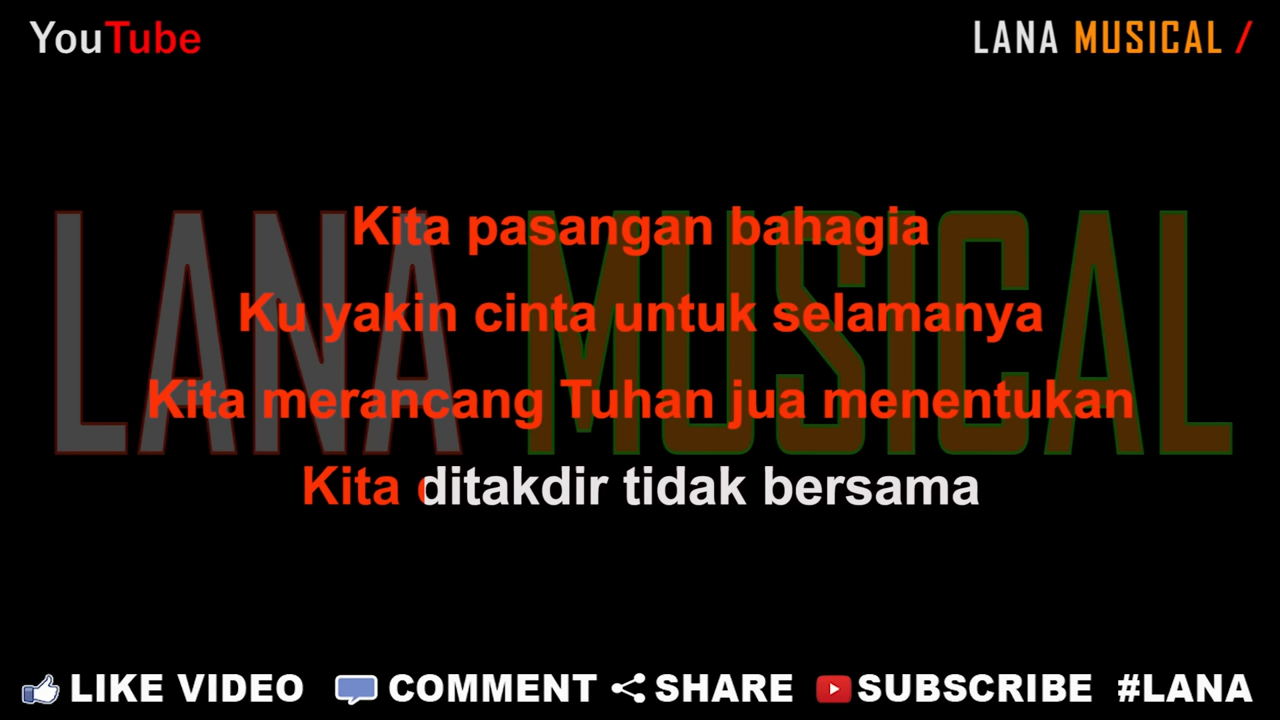 YouTube
LANA MUSICAL /
LANA MUSICAL
Kita pasangan bahagia
Ku yakin cinta untuk selamanya
Kita merancang Tuhan jua menentukan
Kita ditakdir tidak bersama
LIKE VIDEO COMMENT SHARE SUBSCRIBE #LANA